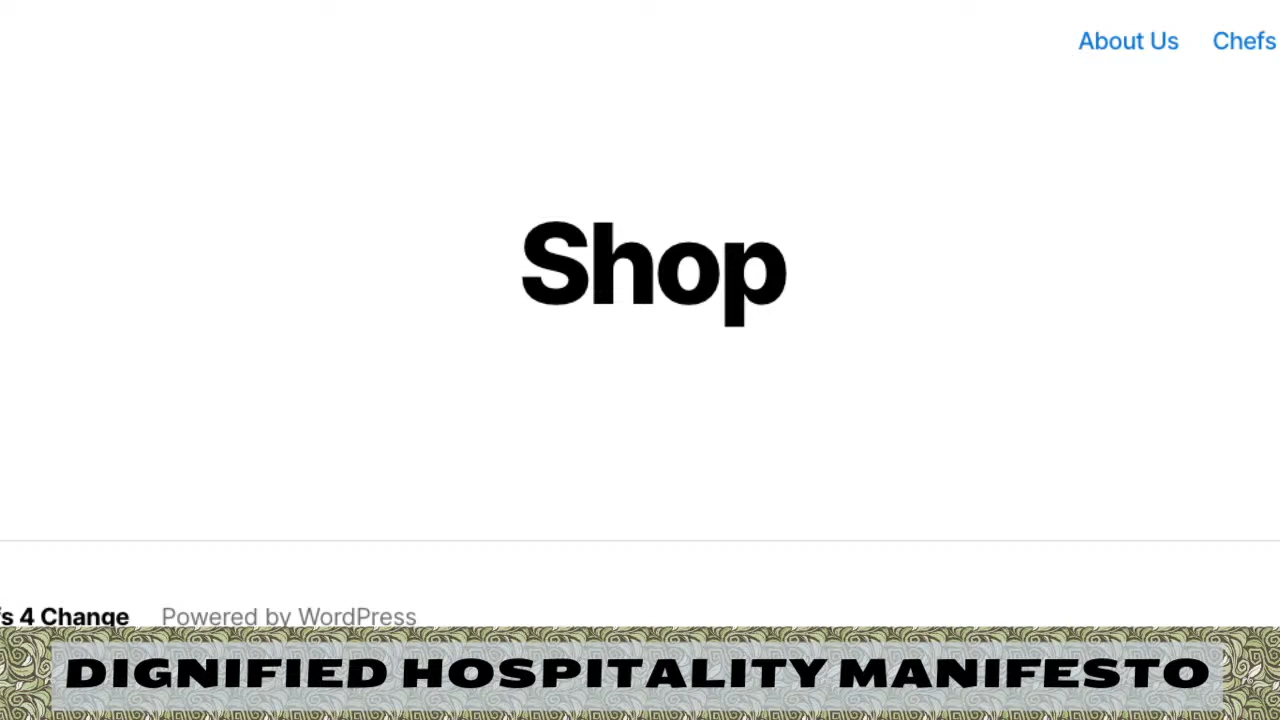 About Us Chefs
Shop
s 4 Change Powered by WordPress
DIGNIFIED HOSPITALITY MANIFESTO